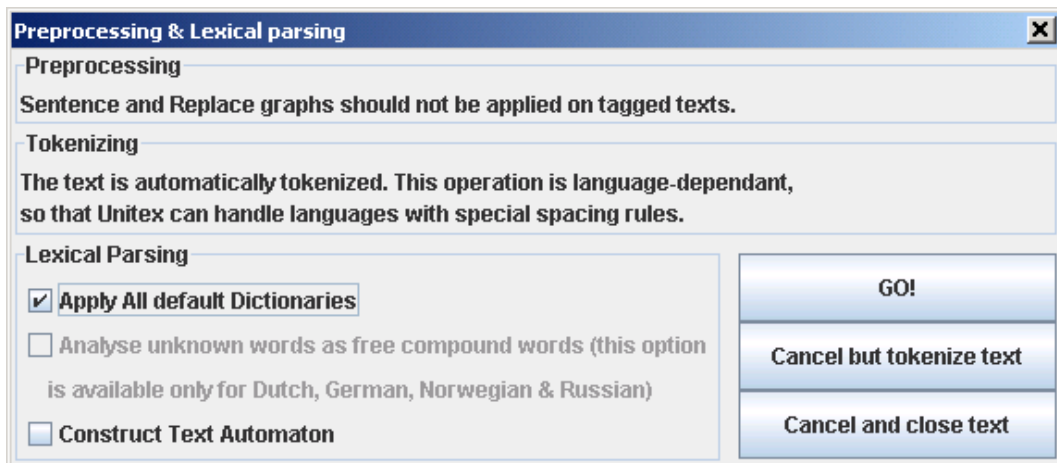 Preprocessing & Lexical parsing
Preprocessing
Sentence and Replace graphs should not be applied on tagged texts.
Tokenizing
The text is automatically tokenized. This operation is language-dependant,
so that Unitex can handle languages with special spacing rules.
Lexical Parsing
Apply All default Dictionaries
Analyse unknown words as free compound words (this option
is available only for Dutch, German, Norwegian & Russian)
Construct Text Automaton
GO!
Cancel but tokenize text
Cancel and close text